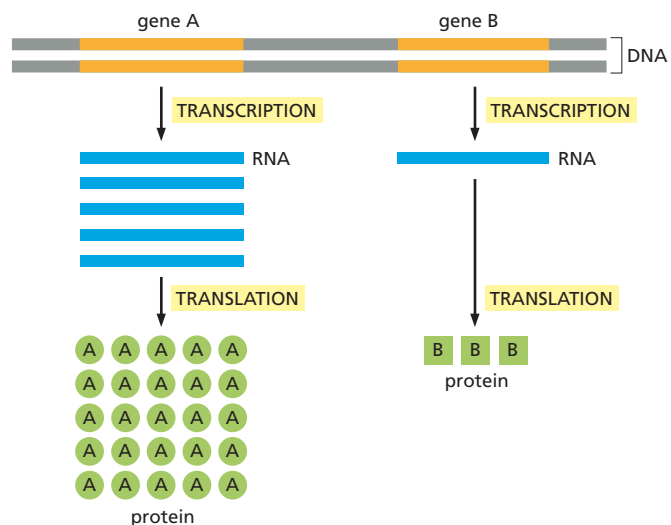 gene A gene B
DNA
TRANSCRIPTION TRANSCRIPTION
RNA RNA
TRANSLATION TRANSLATION
A A A A A B B B
protein
A A A A A
A A A A A
A A A A A
A A A A A
protein